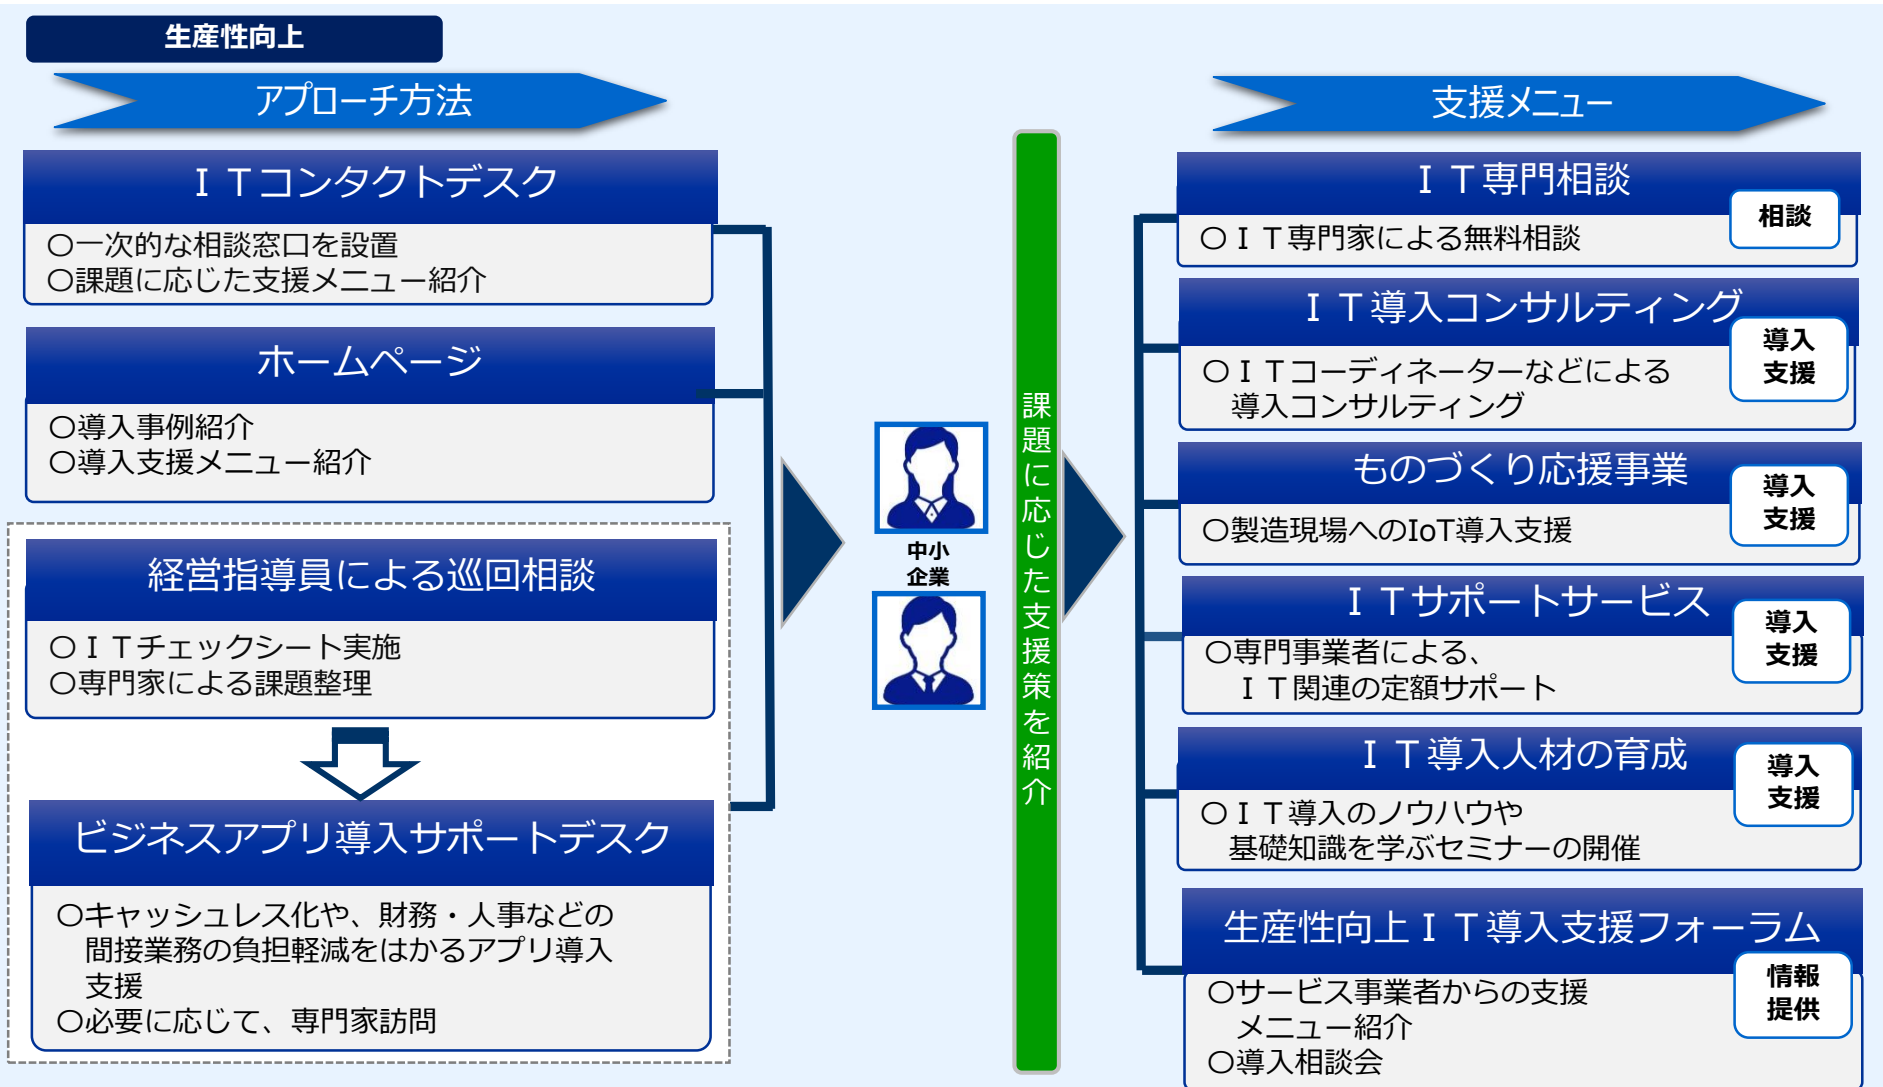 生産性向上
アプローチ方法
ＩＴコンタクトデスク
〇一次的な相談窓口を設置
〇課題に応じた支援メニュー紹介
ホームページ
〇導入事例紹介
〇導入支援メニュー紹介
経営指導員による巡回相談
〇ＩＴチェックシート実施
〇専門家による課題整理
ビジネスアプリ導入サポートデスク
〇キャッシュレス化や、財務・人事などの
間接業務の負担軽減をはかるアプリ導入
支援
〇必要に応じて、専門家訪問
中小
企業
課題に応じた支援策を紹介
支援メニュー
ＩＴ専門相談
相談
〇ＩＴ専門家による無料相談
ＩＴ導入コンサルティング
導入
支援
〇ＩＴコーディネーターなどによる
導入コンサルティング
ものづくり応援事業
導入
支援
〇製造現場へのIoT導入支援
ＩＴサポートサービス
導入
支援
〇専門事業者による、
ＩＴ関連の定額サポート
ＩＴ導入人材の育成
導入
支援
〇ＩＴ導入のノウハウや
基礎知識を学ぶセミナーの開催
生産性向上ＩＴ導入支援フォーラム
情報
提供
〇サービス事業者からの支援
メニュー紹介
〇導入相談会